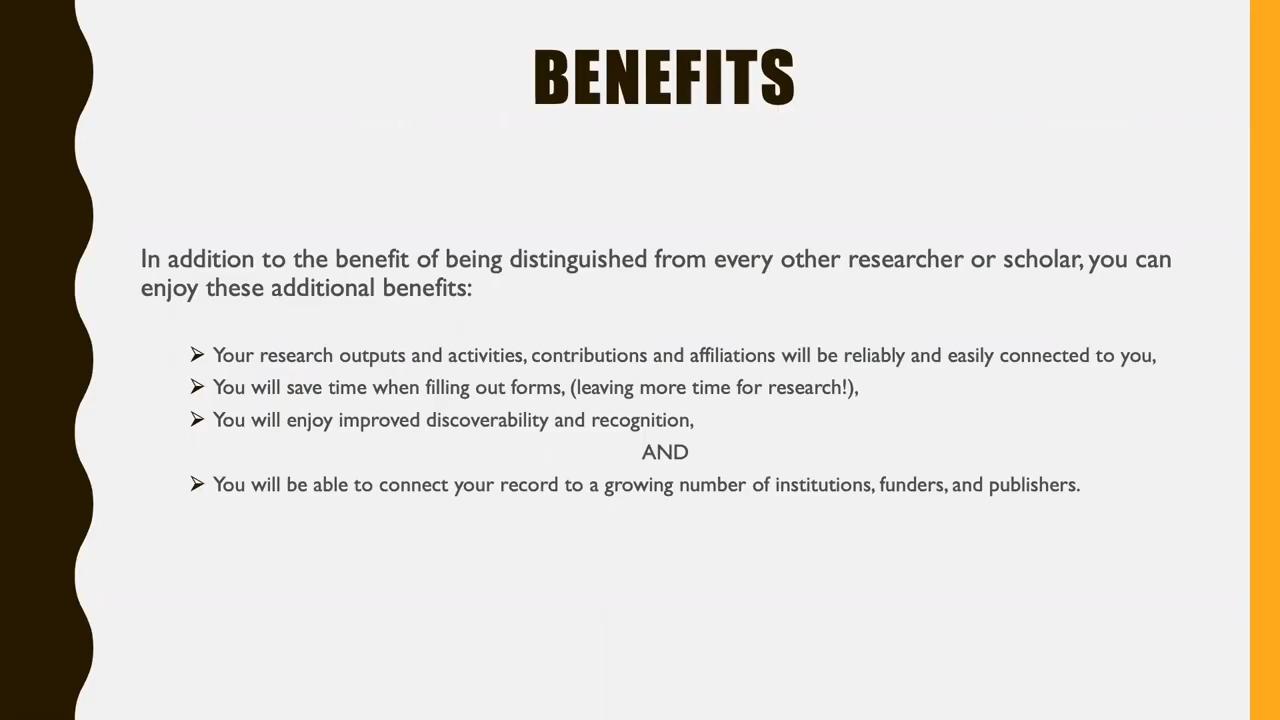 BENEFITS
In addition to the benefit of being distinguished from every other researcher or scholar, you can
enjoy these additional benefits:
➢ Your research outputs and activities, contributions and affiliations will be reliably and easily connected to you,
➢ You will save time when filling out forms, (leaving more time for research!),
➢ You will enjoy improved discoverability and recognition,
AND
➢ You will be able to connect your record to a growing number of institutions, funders, and publishers.